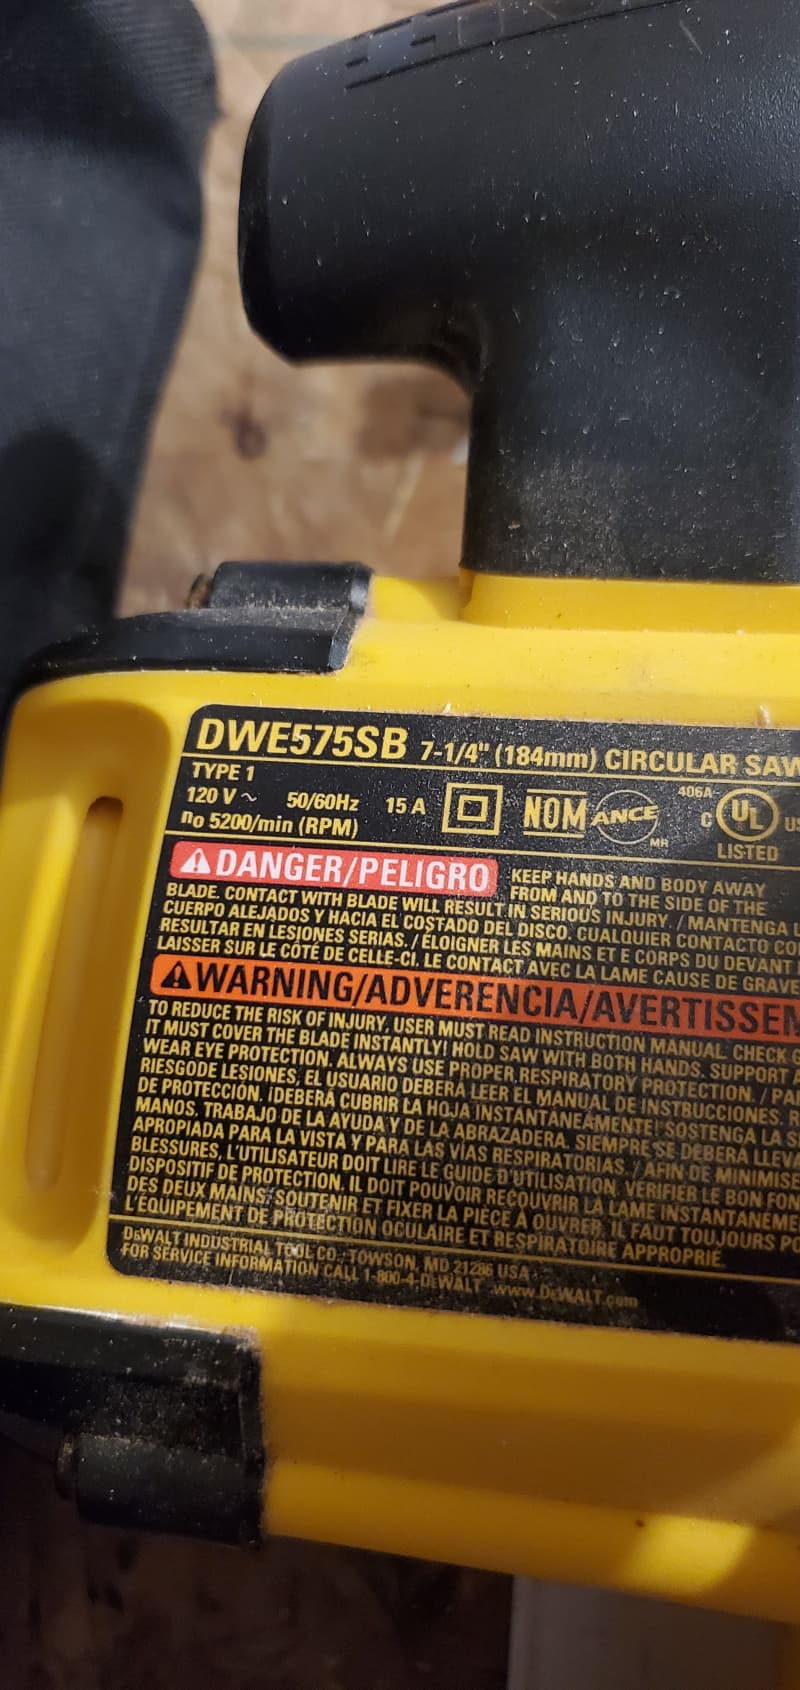 DWE575SB 7-1/4" (184mm) CIRCULAR SAW
TYPE 1
120 V ~ 50/60Hz 15 A
no 5200/min (RPM)
NOM ANCE MR
406A
C UL US
LISTED
DANGER/PELIGRO KEEP HANDS AND BODY AWAY
FROM AND TO THE SIDE OF THE
BLADE. CONTACT WITH BLADE WILL RESULT IN SERIOUS INJURY. / MANTENGA L
CUERPO ALEJADOS Y HACIA EL COSTADO DEL DISCO. CUALQUIER CONTACTO CO
RESULTAR EN LESIONES SERIAS. / ÉLOIGNER LES MAINS ET E CORPS DU DEVANT
LAISSER SUR LE CÔTÉ DE CELLE-CI. LE CONTACT AVEC LA LAME CAUSE DE GRAVE
WARNING/ADVERENCIA/AVERTISSEM
TO REDUCE THE RISK OF INJURY, USER MUST READ INSTRUCTION MANUAL. CHECK
IT MUST COVER THE BLADE INSTANTLY! HOLD SAW WITH BOTH HANDS. SUPPORT A
WEAR EYE PROTECTION. ALWAYS USE PROPER RESPIRATORY PROTECTION. / PAR
RIESGODE LESIONES, EL USUARIO DEBERÁ LEER EL MANUAL DE INSTRUCCIONES. R
DE PROTECCIÓN. ¡DEBERÁ CUBRIR LA HOJA INSTANTANEAMENTE! SOSTENGA LA S
MANOS. TRABAJO DE LA AYUDA Y DE LA ABRAZADERA. SIEMPRE SE DEBERÁ LLEVA
APROPIADA PARA LA VISTA Y PARA LAS VÍAS RESPIRATORIAS. / AFIN DE MINIMISE
BLESSURES, L'UTILISATEUR DOIT LIRE LE GUIDE D'UTILISATION. VÉRIFIER LE BON FON
DISPOSITIF DE PROTECTION. IL DOIT POUVOIR RECOUVRIR LA LAME INSTANTANÉME
DES DEUX MAINS. SOUTENIR ET FIXER LA PIÈCE À OUVRER. IL FAUT TOUJOURS PO
L'ÉQUIPEMENT DE PROTECTION OCULAIRE ET RESPIRATOIRE APPROPRIÉ.
DeWALT INDUSTRIAL TOOL CO., TOWSON, MD 21286 USA
FOR SERVICE INFORMATION CALL 1-800-4-DeWALT www.DeWALT.com